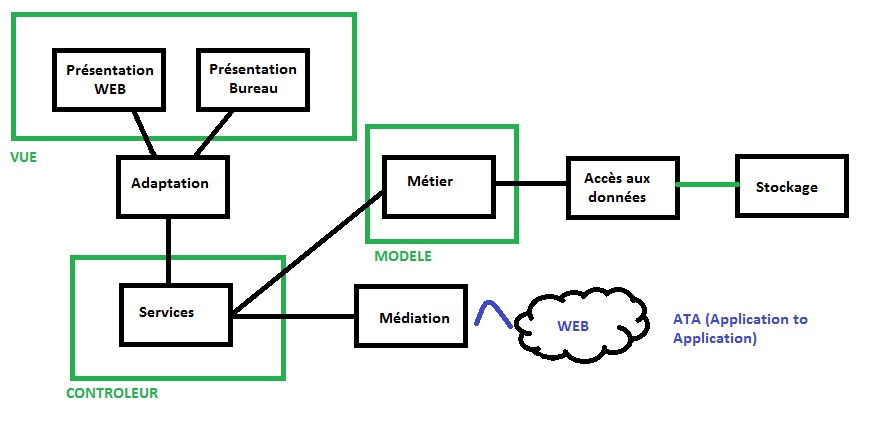 Présentation
WEB
Présentation
Bureau
VUE
Adaptation
Métier
Accès aux
données
Stockage
MODELE
Services
Médiation
WEB
ATA (Application to
Application)
CONTROLEUR